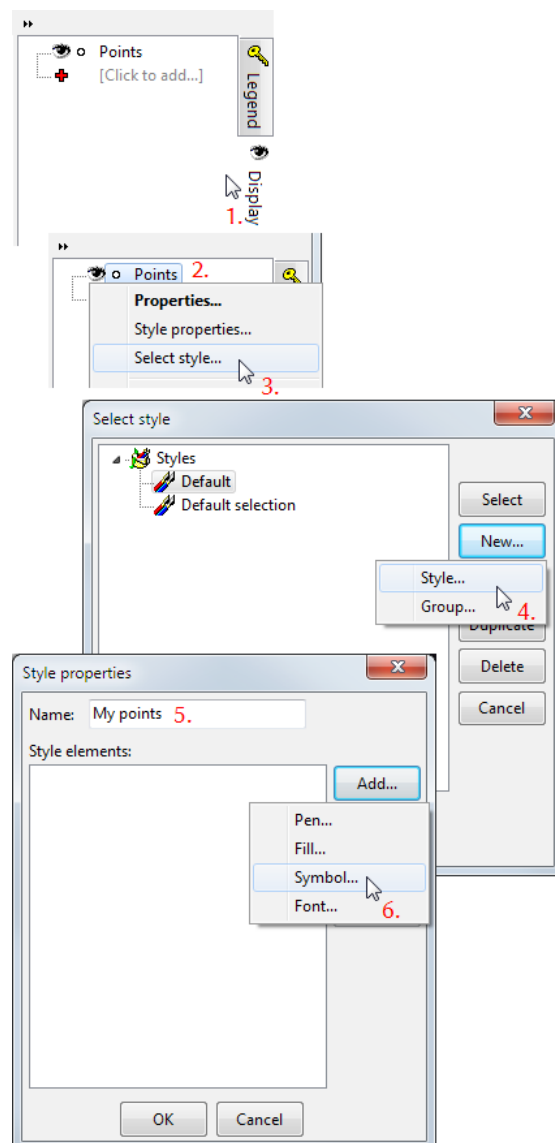 Points
[Click to add...]
Legend
Display
1.
Points 2.
Properties...
Style properties...
Select style...
3.
Select style
Styles
Default
Default selection
Select
New...
Style...
Group...
4.
Duplicate
Delete
Cancel
Style properties
Name: My points 5.
Style elements:
Add...
Pen...
Fill...
Symbol...
Font...
6.
OK Cancel